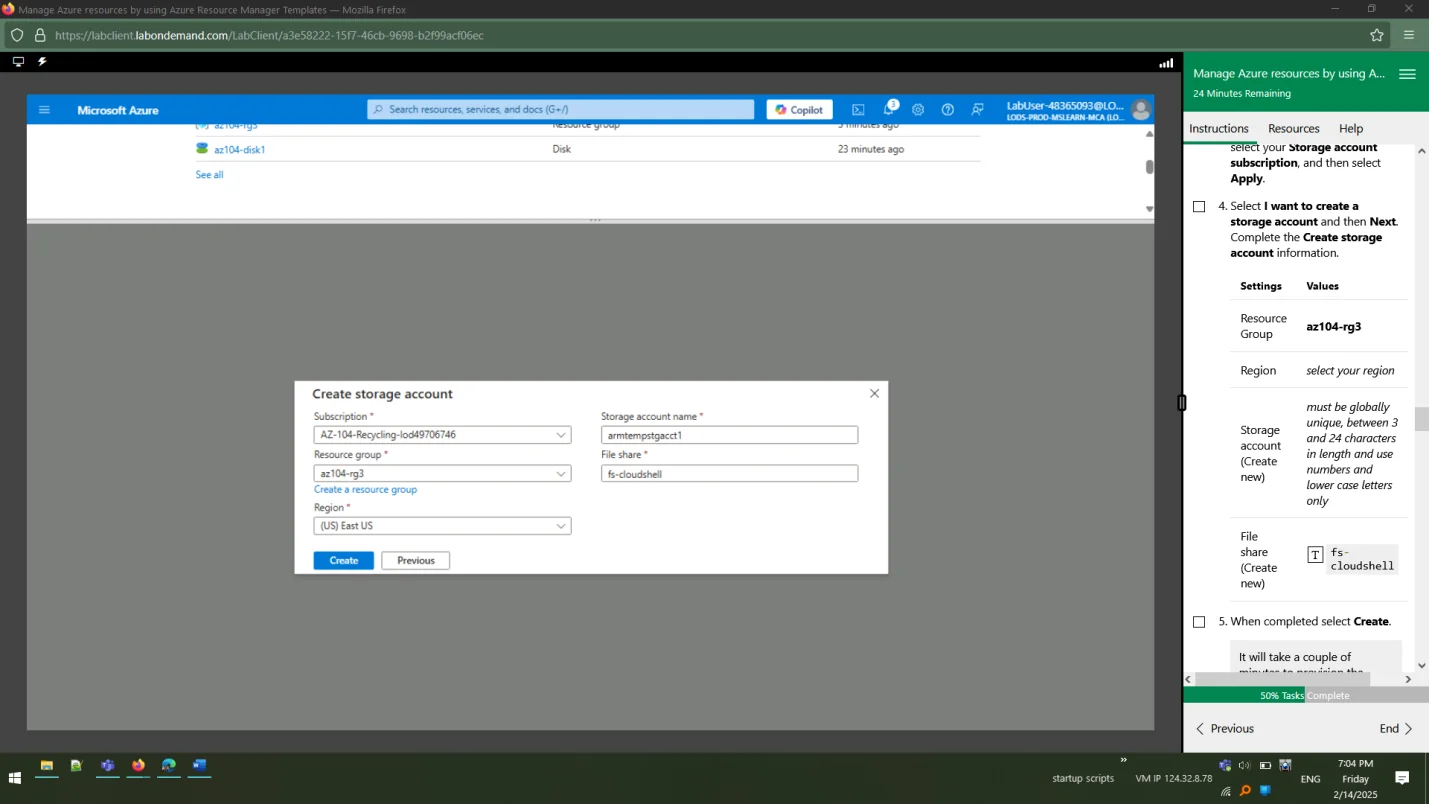 Manage Azure resources by using Azure Resource Manager Templates — Mozilla Firefox
https://labclient.labondemand.com/LabClient/a3e58222-15f7-46cb-9698-b2f99acf06ec
Microsoft Azure
Search resources, services, and docs (G+/)
Copilot
3
LabUser-48365093@LO...
LODS-PROD-MSLEARN-MCA (LO...
az104-rg3 Resource group 3 minutes ago
az104-disk1 Disk 23 minutes ago
See all
Create storage account
Subscription *
AZ-104-Recycling-lod49706746
Resource group *
az104-rg3
Create a resource group
Region *
(US) East US
Storage account name *
armtempstgacct1
File share *
fs-cloudshell
Create Previous
Manage Azure resources by using A...
24 Minutes Remaining
Instructions Resources Help
select your Storage account
subscription, and then select
Apply.
4. Select I want to create a
storage account and then Next.
Complete the Create storage
account information.
Settings Values
Resource
Group
az104-rg3
Region select your region
Storage
account
(Create
new)
must be globally
unique, between 3
and 24 characters
in length and use
numbers and
lower case letters
only
File
share
(Create
new)
T
fs-
cloudshell
5. When completed select Create.
It will take a couple of
minutes to provision the
50% Tasks Complete
Previous End
startup scripts
VM IP 124.32.8.78
ENG
7:04 PM
Friday
2/14/2025